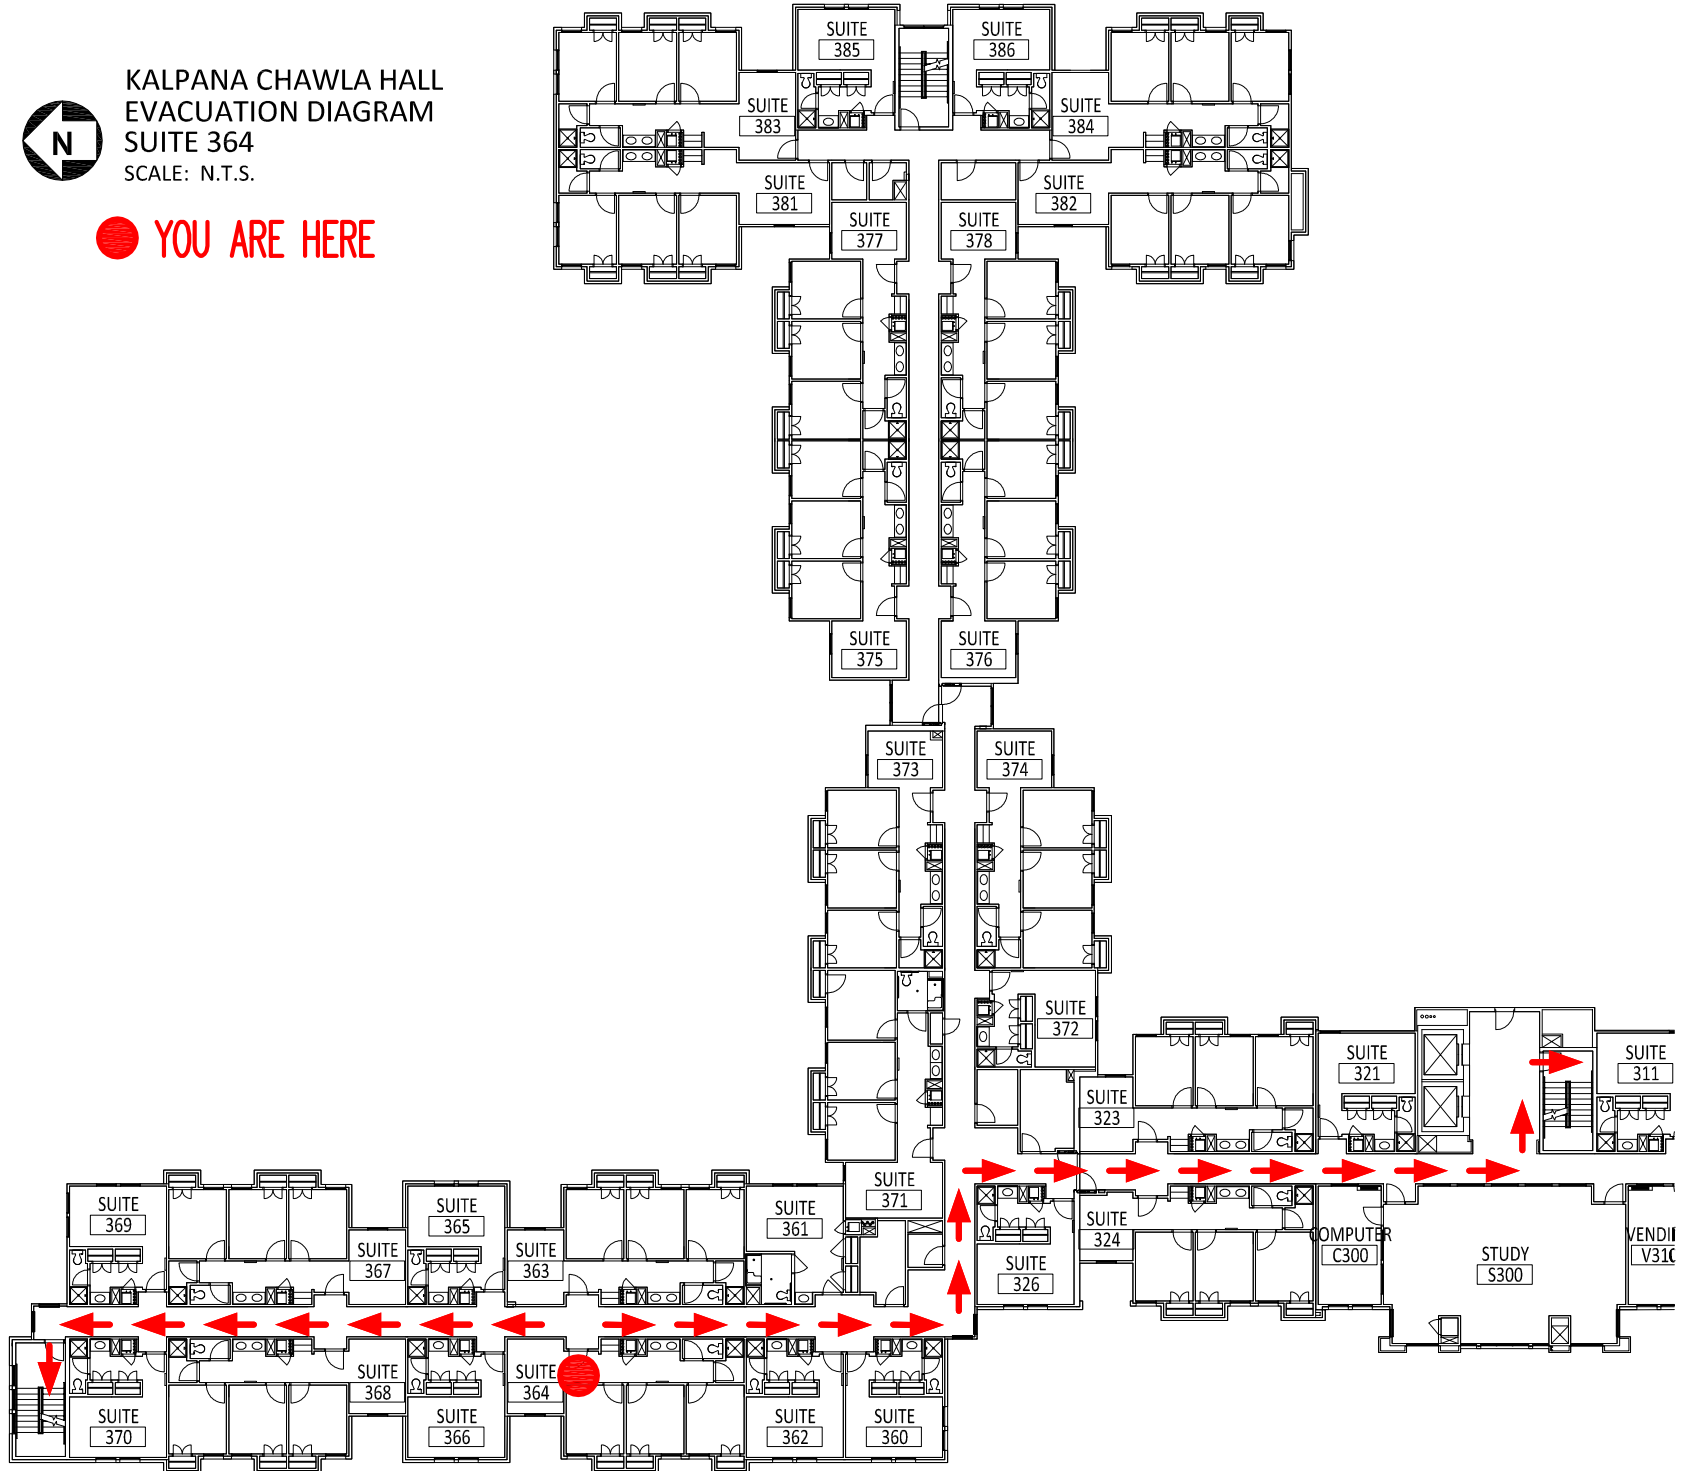 KALPANA CHAWLA HALL
EVACUATION DIAGRAM
SUITE 364
SCALE: N.T.S.
N
YOU ARE HERE
SUITE
385
SUITE
386
SUITE
383
SUITE
384
SUITE
381
SUITE
382
SUITE
377
SUITE
378
SUITE
375
SUITE
376
SUITE
373
SUITE
374
SUITE
372
SUITE
321
SUITE
311
SUITE
323
SUITE
371
SUITE
369
SUITE
365
SUITE
361
SUITE
367
SUITE
363
SUITE
324
SUITE
326
COMPUTER
C300
STUDY
S300
VENDI
V310
SUITE
368
SUITE
364
SUITE
370
SUITE
366
SUITE
362
SUITE
360